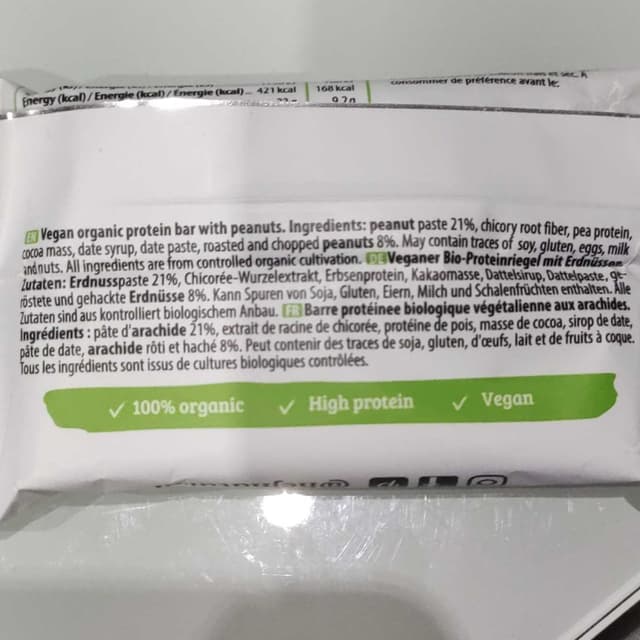 Energy (kcal) / Energie (kcal) / Énergie (kcal)... 421 kcal 168 kcal
consommer de préférence avant le:
9.2g
EN Vegan organic protein bar with peanuts. Ingredients: peanut paste 21%, chicory root fiber, pea protein,
cocoa mass, date syrup, date paste, roasted and chopped peanuts 8%. May contain traces of soy, gluten, eggs, milk
and nuts. All ingredients are from controlled organic cultivation. DE Veganer Bio-Proteinriegel mit Erdnüssen.
Zutaten: Erdnusspaste 21%, Chicorée-Wurzelextrakt, Erbsenprotein, Kakaomasse, Dattelsirup, Dattelpaste, ge-
röstete und gehackte Erdnüsse 8%. Kann Spuren von Soja, Gluten, Eiern, Milch und Schalenfrüchten enthalten. Alle
Zutaten sind aus kontrolliert biologischem Anbau. FR Barre protéinee biologique végétalienne aux arachides.
Ingrédients : pâte d'arachide 21%, extrait de racine de chicorée, protéine de pois, masse de cocoa, sirop de date,
pâte de date, arachide rôti et haché 8%. Peut contenir des traces de soja, gluten, d'œufs, lait et de fruits à coque.
Tous les ingrédients sont issus de cultures biologiques contrôlées.
✓ 100% organic ✓ High protein ✓ Vegan